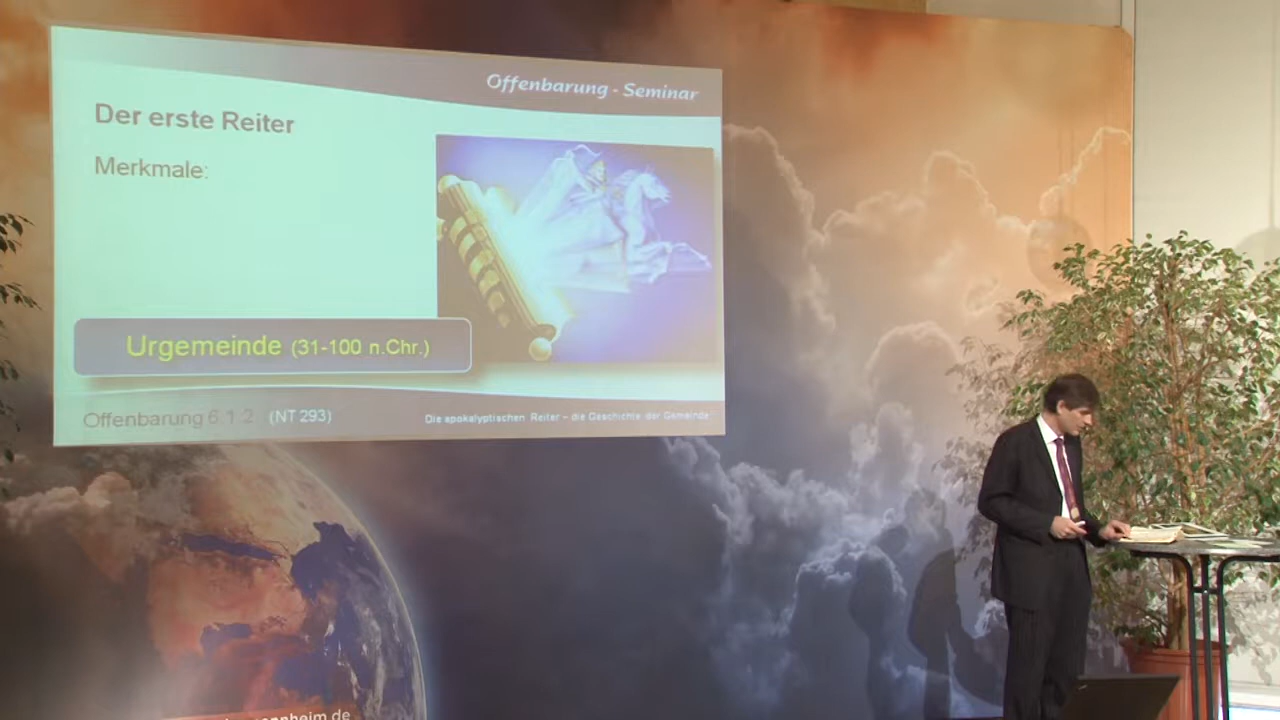 Offenbarung - Seminar
Der erste Reiter
Merkmale:
Urgemeinde (31-100 n.Chr.)
Offenbarung 6:1.2 (NT 293)
Die apokalyptischen Reiter – die Geschichte der Gemeinde